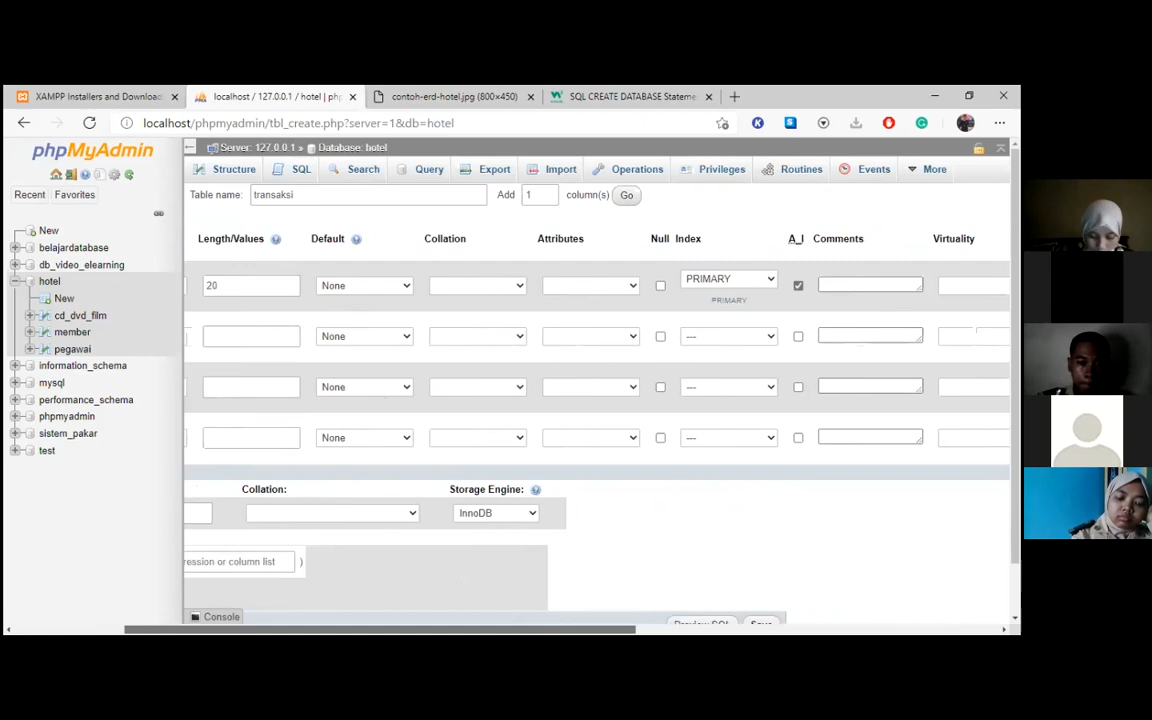 XAMPP Installers and Download
localhost / 127.0.0.1 / hotel | ph
contoh-erd-hotel.jpg (800×450)
SQL CREATE DATABASE Stateme
localhost/phpmyadmin/tbl_create.php?server=1&db=hotel
phpMyAdmin
Recent
Favorites
New
belajardatabase
db_video_elearning
hotel
New
cd_dvd_film
member
pegawai
information_schema
mysql
performance_schema
phpmyadmin
sistem_pakar
test
Server: 127.0.0.1 » Database: hotel
Structure SQL Search Query Export Import Operations Privileges Routines Events More
Table name: transaksi Add 1 column(s) Go
Length/Values Default Collation Attributes Null Index A_I Comments Virtuality
20 None PRIMARY
PRIMARY
None ---
None ---
None ---
Collation: Storage Engine:
InnoDB
ression or column list )
Console
Preview SQL Save